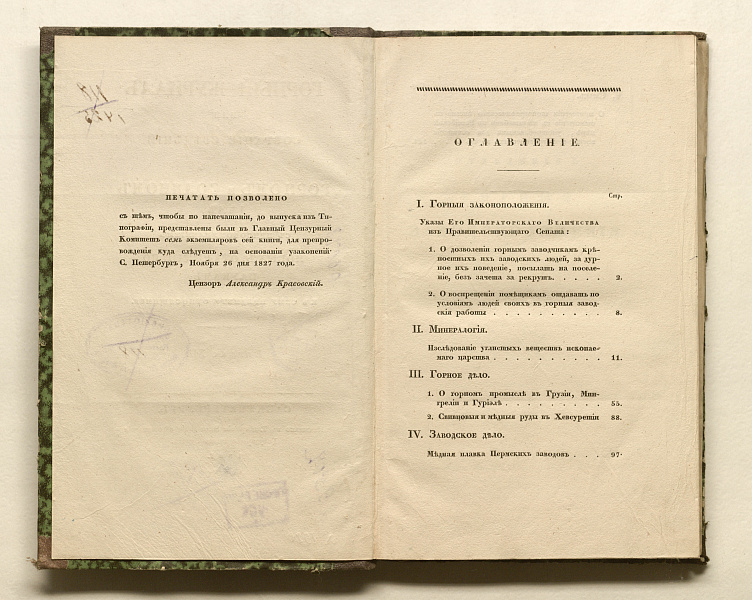 ПЕЧАТАТЬ ПОЗВОЛЕНО
съ тѣмъ, чтобы по напечатаніи, до выпуска изъ Ти-
пографіи, представлены были въ Главный Цензурный
Комитетъ семь экземпляровъ сей книги, для препро-
вожденія куда слѣдуетъ, на основаніи узаконеній.
С. Петербургъ, Ноября 26 дня 1827 года.
Цензоръ Александръ Красовскій.
ОГЛАВЛЕНІЕ.
Стр.
I. Горныя законоположенія.
Указы Его Императорскаго Величества
изъ Правительствующаго Сената:
1. О дозволеніи горнымъ заводчикамъ крѣ-
постныхъ ихъ заводскихъ людей, за дур-
ное ихъ поведеніе, посылать на поселе-
ніе, безъ зачета за рекрутъ. . . . . . 2.
2. О воспрещеніи помѣщикамъ отдавать по
условіямъ людей своихъ въ горныя завод-
скія работы . . . . . . . . . . 8.
II. Минералогія.
Изслѣдованіе углистыхъ веществъ ископае-
маго царства . . . . . . . . . . 11.
III. Горное дѣло.
1. О горномъ промыслѣ въ Грузіи, Мин-
греліи и Гуріэлѣ . . . . . . . . . 55.
2. Свинцовыя и мѣдныя руды въ Хевсуретіи 88.
IV. Заводское дѣло.
Мѣдная плавка Пермскихъ заводовъ . . . 97.